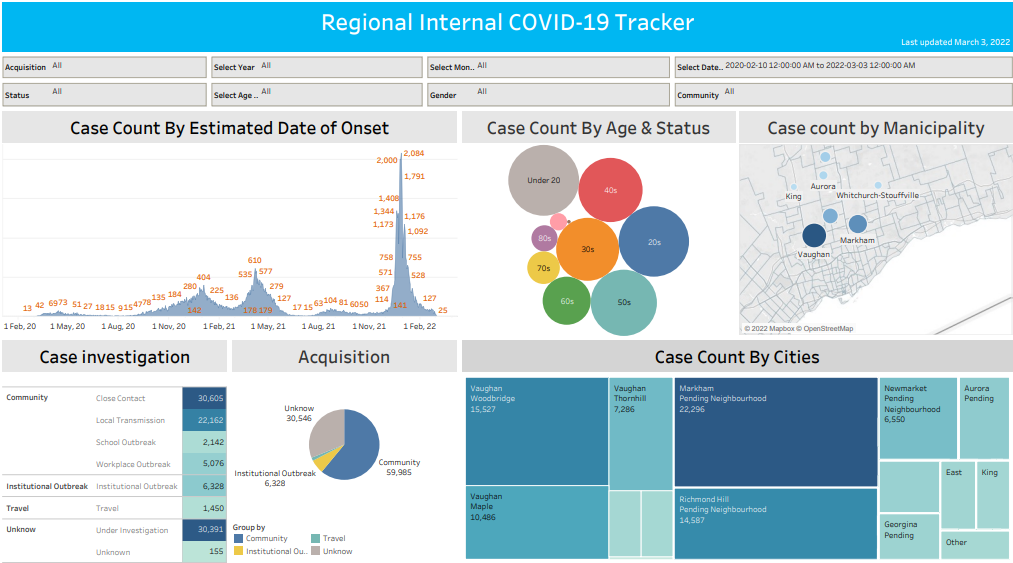 Regional Internal COVID-19 Tracker
Last updated March 3, 2022
Acquisition All
Select Year All
Select Mon.. All
Select Date.. 2020-02-10 12:00:00 AM to 2022-03-03 12:00:00 AM
Status All
Select Age .. All
Gender All
Community All
Case Count By Estimated Date of Onset
2,084
2,000
1,791
1,408
1,344
1,176
1,173
1,092
758
755
571
528
367
114
141
127
25
610
535
577
404
280
279
225
184
135
136
127
142
178 179
13
42
6973
51
27
1815
915
4778
1715
63
104
81
6050
1 Feb, 20
1 May, 20
1 Aug, 20
1 Nov, 20
1 Feb, 21
1 May, 21
1 Aug, 21
1 Nov, 21
1 Feb, 22
Case Count By Age & Status
Under 20
40s
20s
30s
80s
70s
60s
50s
Case count by Manicipality
Aurora
King
Whitchurch-Stouffville
Markham
Vaughan
© 2022 Mapbox © OpenStreetMap
Case investigation
Community
Close Contact 30,605
Local Transmission 22,162
School Outbreak 2,142
Workplace Outbreak 5,076
Institutional Outbreak Institutional Outbreak 6,328
Travel Travel 1,450
Unknow Under Investigation 30,391
Unknown 155
Acquisition
Unknow
30,546
Community
59,985
Institutional Outbreak
6,328
Group by
Community
Travel
Institutional Ou..
Unknow
Case Count By Cities
Vaughan
Woodbridge
15,527
Vaughan
Maple
10,486
Vaughan
Thornhill
7,286
Markham
Pending Neighbourhood
22,296
Richmond Hill
Pending Neighbourhood
14,587
Newmarket
Pending
Neighbourhood
6,550
Aurora
Pending
Georgina
Pending
East
King
Other